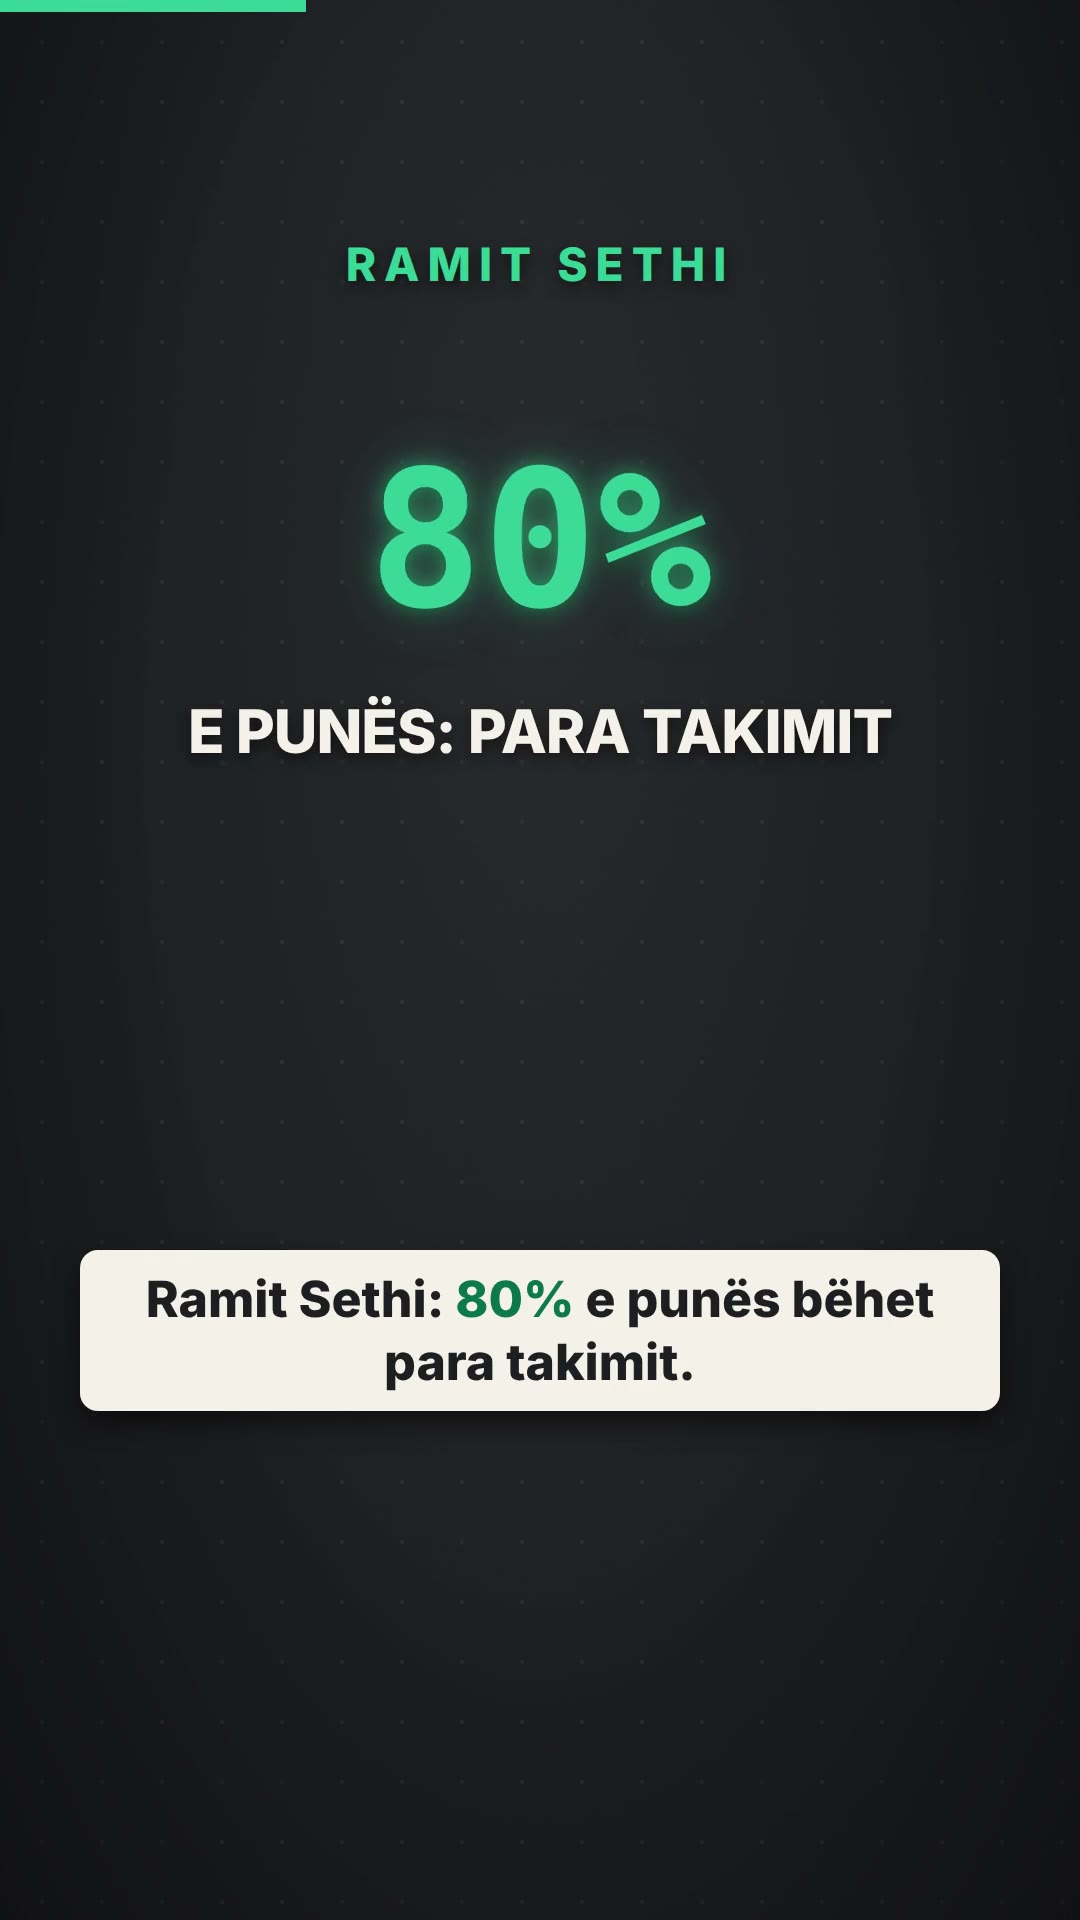 RAMIT SETHI
80%
E PUNËS: PARA TAKIMIT
Ramit Sethi: 80% e punës bëhet
para takimit.